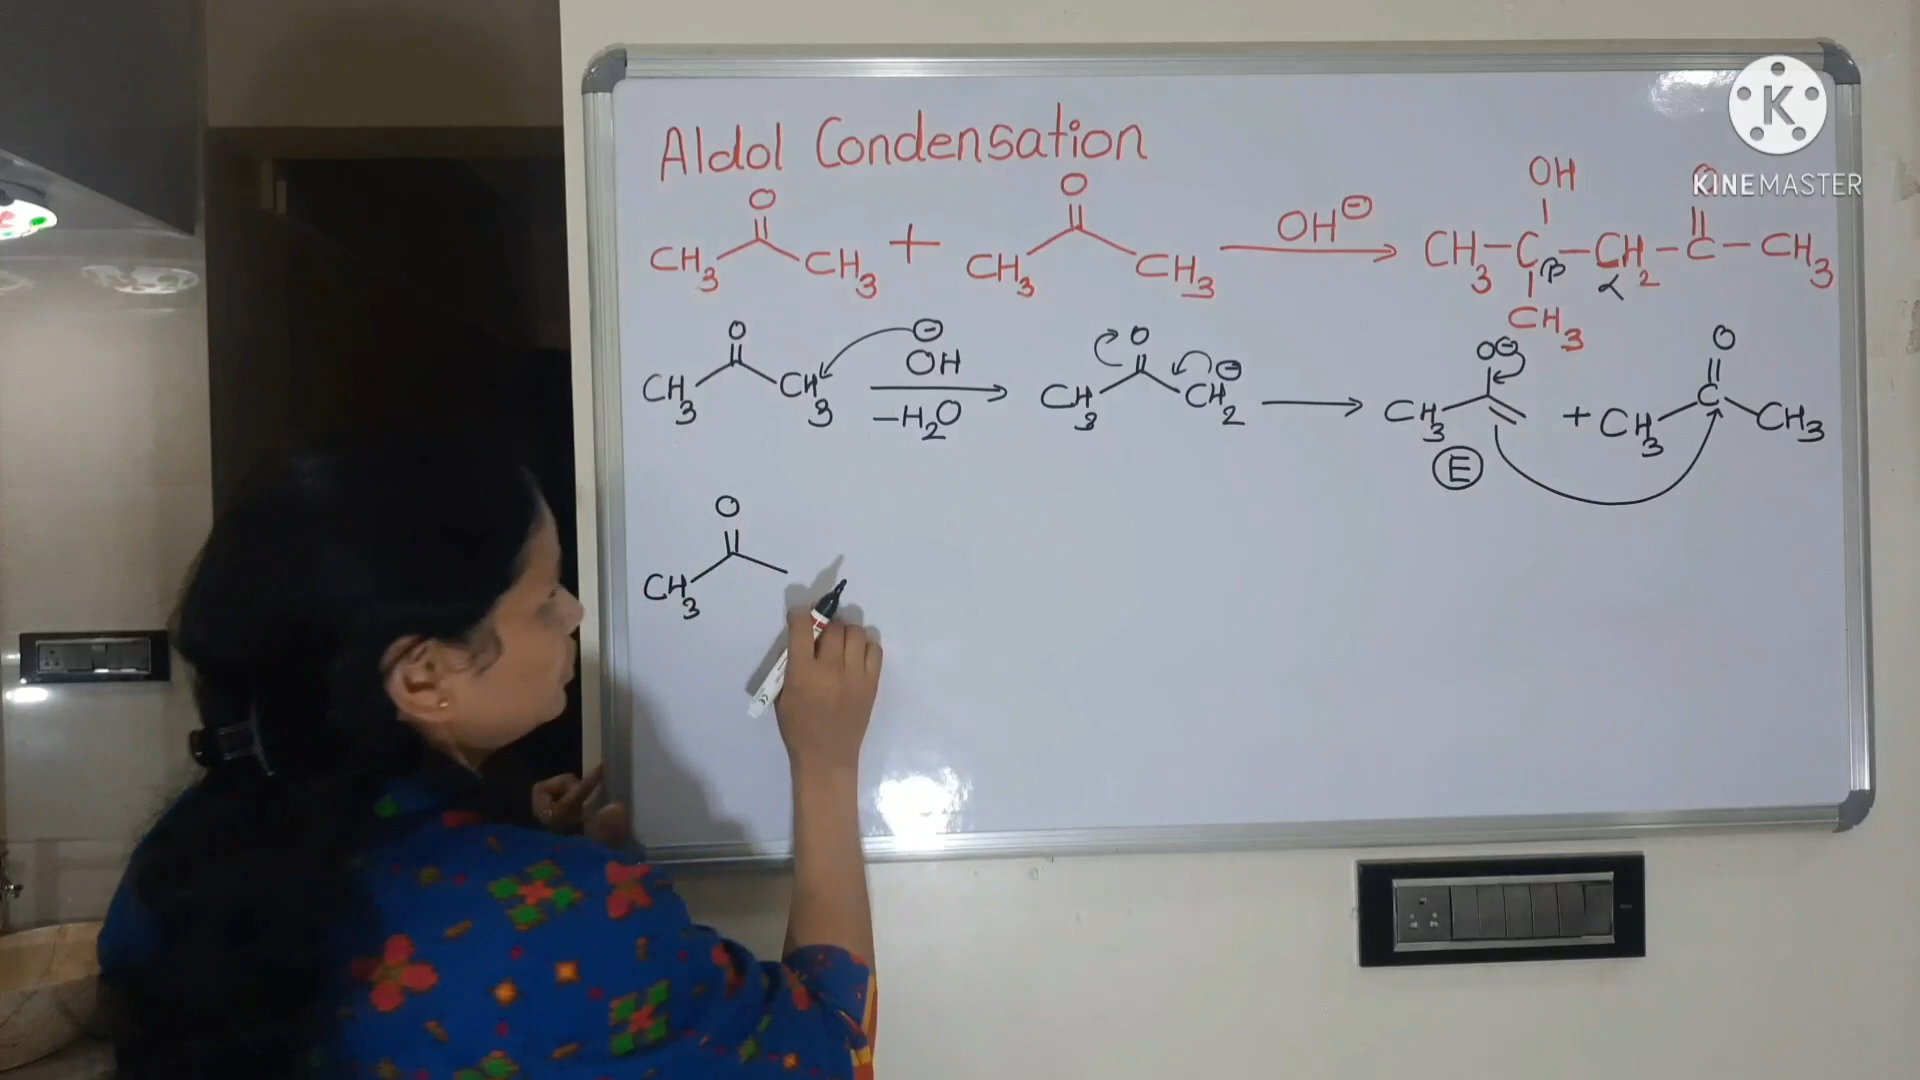 Aldol Condensation
K
KINEMASTER
O O OH O
CH3 CH3 + CH3 CH3 OH⊖ CH3-C-CH2-C-CH3
β α
CH3
O ⊖ O O⊖ O
CH3 CH3 OH CH3 CH2 ⊖ CH3 + CH3 C CH3
-H2O
E
O
CH3